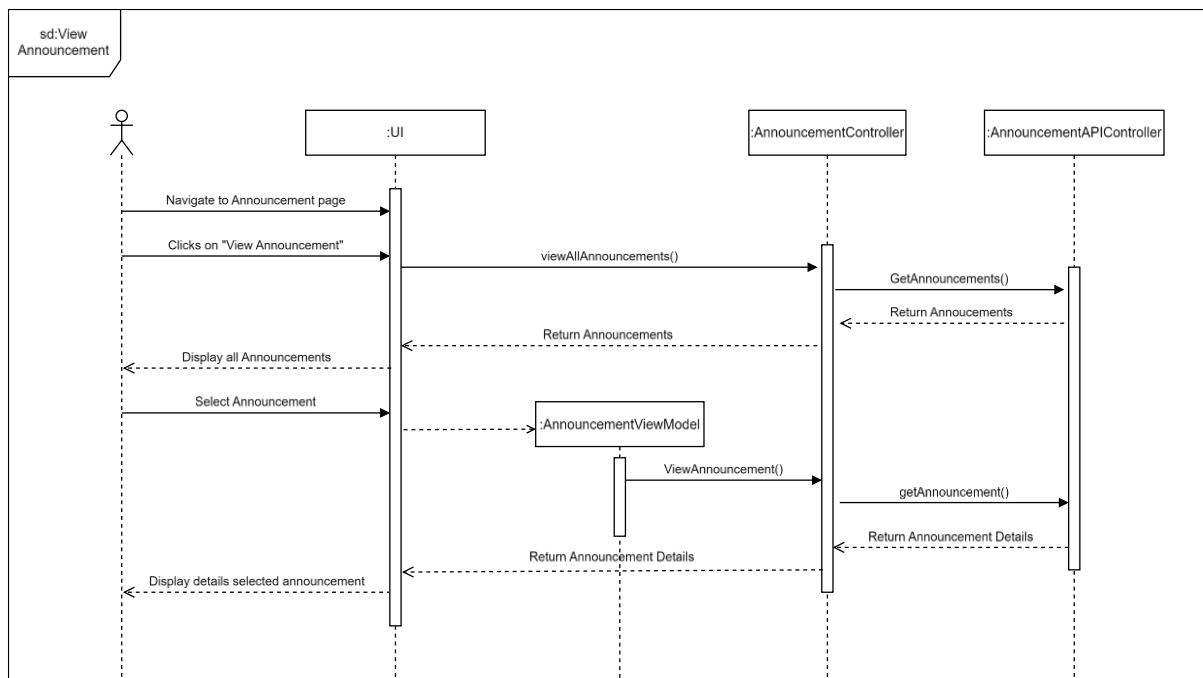 sd:View
Announcement
:UI
:AnnouncementController
:AnnouncementAPIController
Navigate to Announcement page
Clicks on "View Announcement"
viewAllAnnouncements()
GetAnnouncements()
Return Annoucements
Return Announcements
Display all Announcements
Select Announcement
:AnnouncementViewModel
ViewAnnouncement()
getAnnouncement()
Return Announcement Details
Return Announcement Details
Display details selected announcement